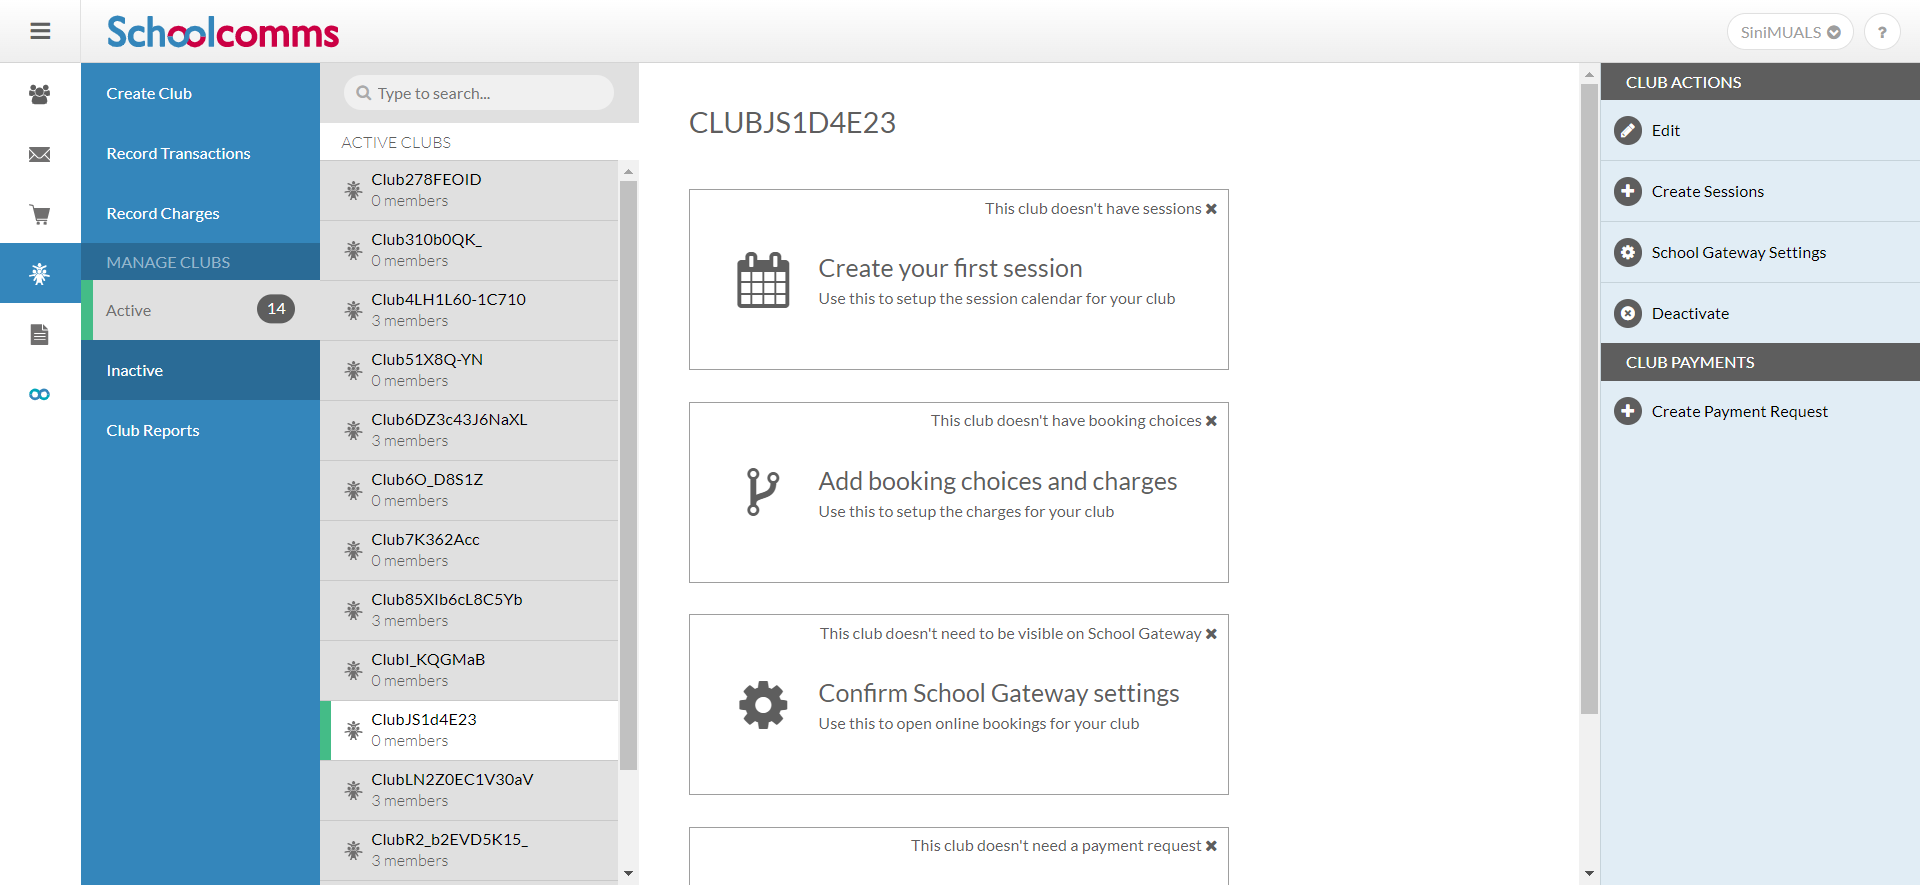 Schoolcomms
SiniMUALS
?
Create Club
Record Transactions
Record Charges
MANAGE CLUBS
Active
14
Inactive
Club Reports
Type to search...
ACTIVE CLUBS
Club278FEOID
0 members
Club310b0QK_
0 members
Club4LH1L60-1C710
3 members
Club51X8Q-YN
0 members
Club6DZ3c43J6NaXL
3 members
Club6O_D8S1Z
0 members
Club7K362Acc
0 members
Club85XIb6cL8C5Yb
3 members
ClubI_KQGMaB
0 members
ClubJS1d4E23
0 members
ClubLN2Z0EC1V30aV
3 members
ClubR2_b2EVD5K15_
3 members
CLUBJS1D4E23
This club doesn't have sessions
Create your first session
Use this to setup the session calendar for your club
This club doesn't have booking choices
Add booking choices and charges
Use this to setup the charges for your club
This club doesn't need to be visible on School Gateway
Confirm School Gateway settings
Use this to open online bookings for your club
This club doesn't need a payment request
CLUB ACTIONS
Edit
Create Sessions
School Gateway Settings
Deactivate
CLUB PAYMENTS
Create Payment Request